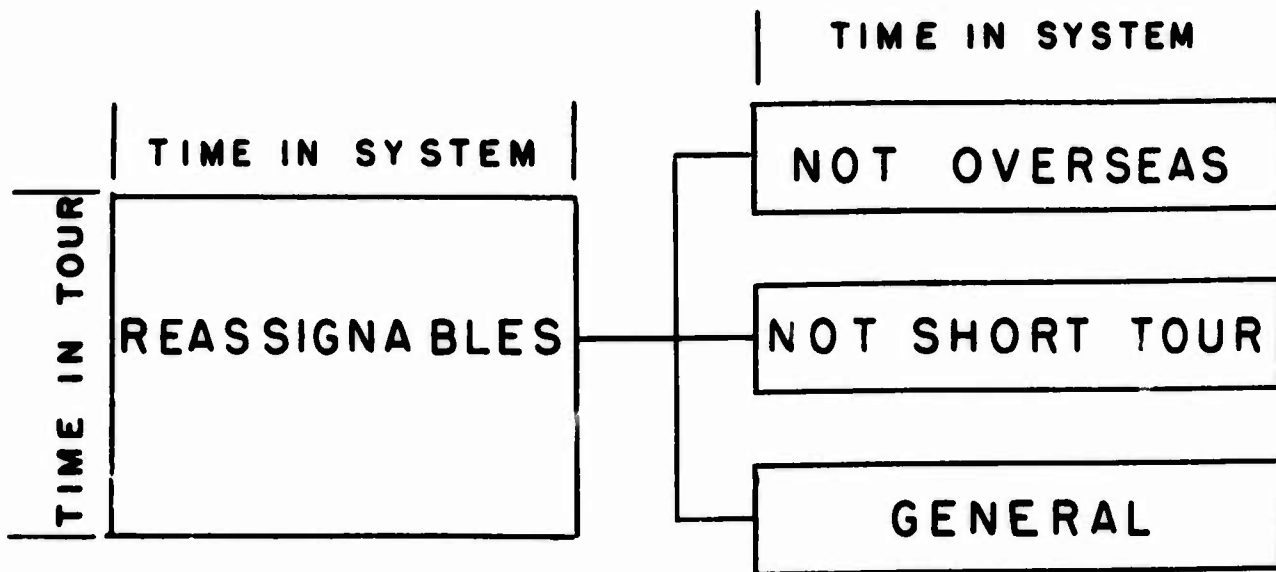 TIME IN SYSTEM
TIME IN SYSTEM
TIME IN TOUR
REASSIGNABLES
NOT OVERSEAS
NOT SHORT TOUR
GENERAL